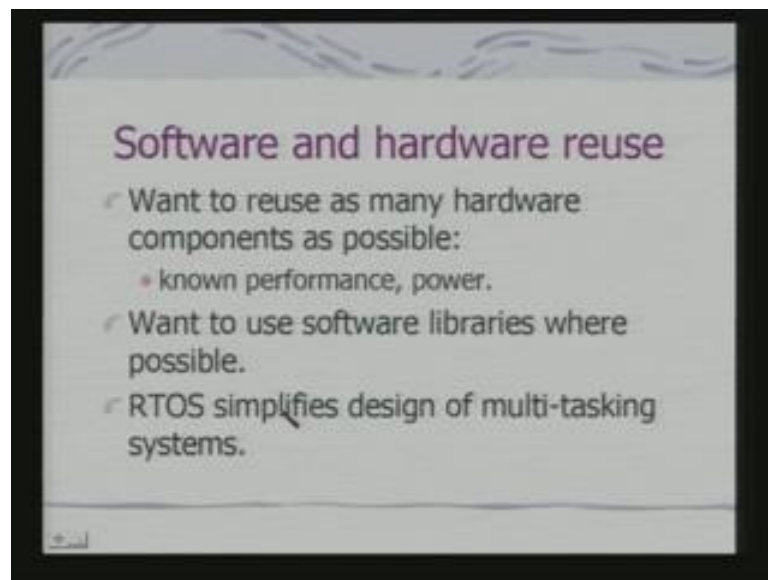 Software and hardware reuse
Want to reuse as many hardware
components as possible:
known performance, power.
Want to use software libraries where
possible.
RTOS simplifies design of multi-tasking
systems.